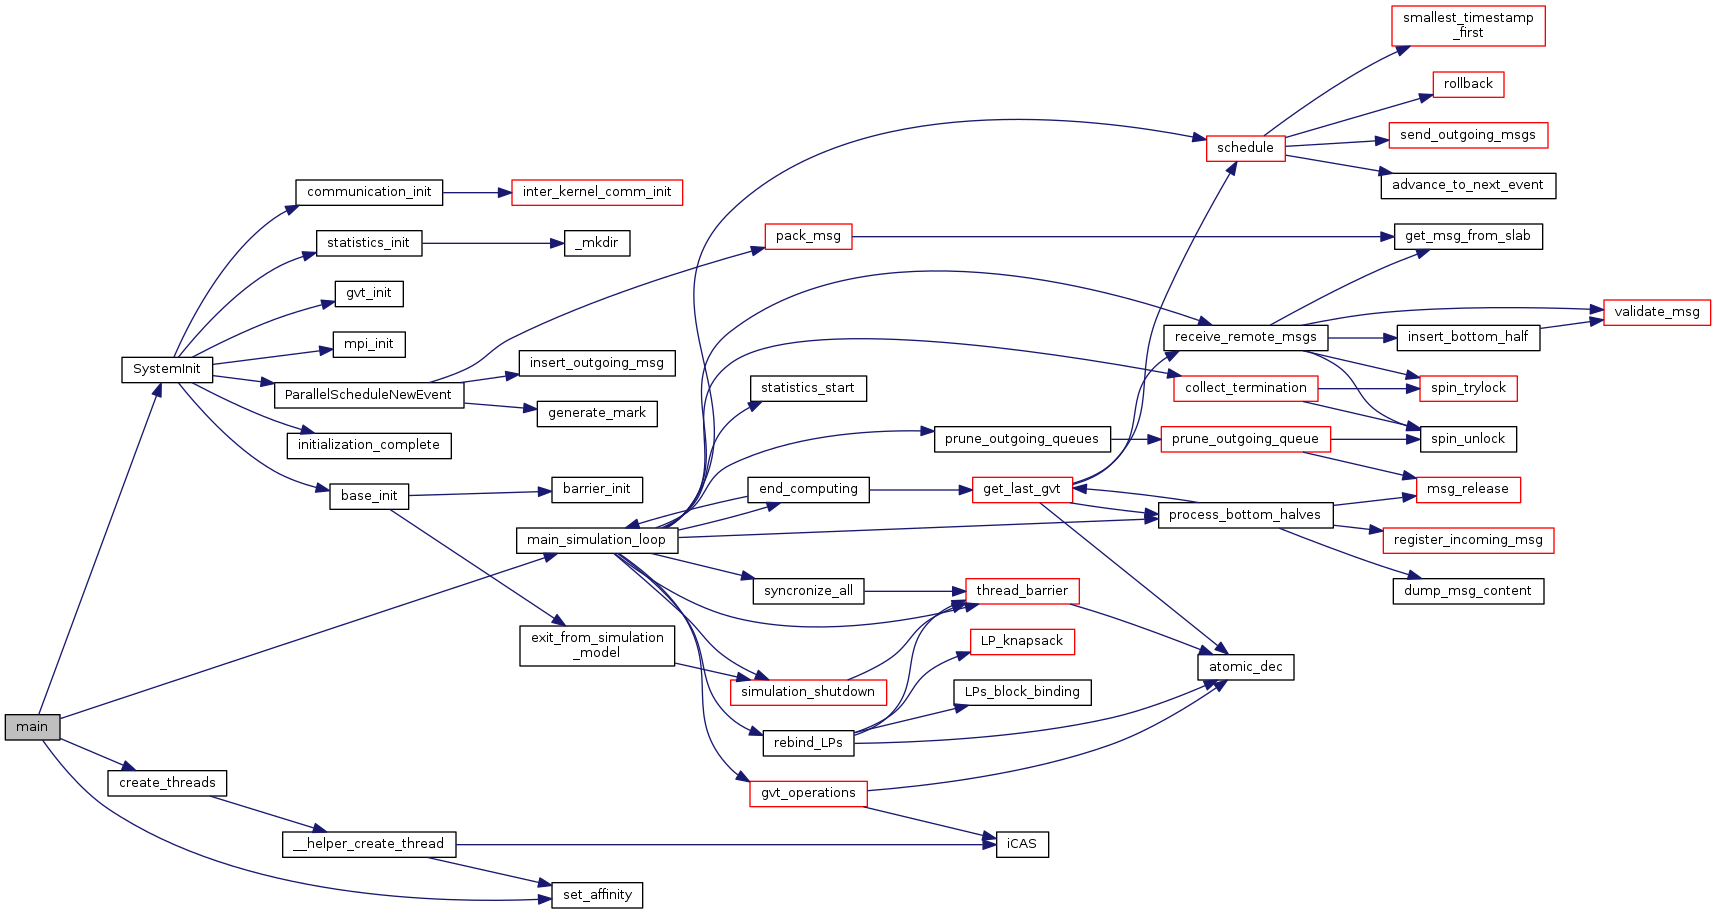 main
SystemInit
create_threads
communication_init
statistics_init
gvt_init
mpi_init
ParallelScheduleNewEvent
initialization_complete
base_init
__helper_create_thread
inter_kernel_comm_init
_mkdir
insert_outgoing_msg
generate_mark
barrier_init
main_simulation_loop
exit_from_simulation
_model
set_affinity
pack_msg
statistics_start
end_computing
syncronize_all
simulation_shutdown
rebind_LPs
gvt_operations
prune_outgoing_queues
get_last_gvt
thread_barrier
LP_knapsack
LPs_block_binding
iCAS
schedule
receive_remote_msgs
collect_termination
prune_outgoing_queue
process_bottom_halves
atomic_dec
smallest_timestamp
_first
rollback
send_outgoing_msgs
advance_to_next_event
get_msg_from_slab
insert_bottom_half
spin_trylock
spin_unlock
msg_release
register_incoming_msg
dump_msg_content
validate_msg